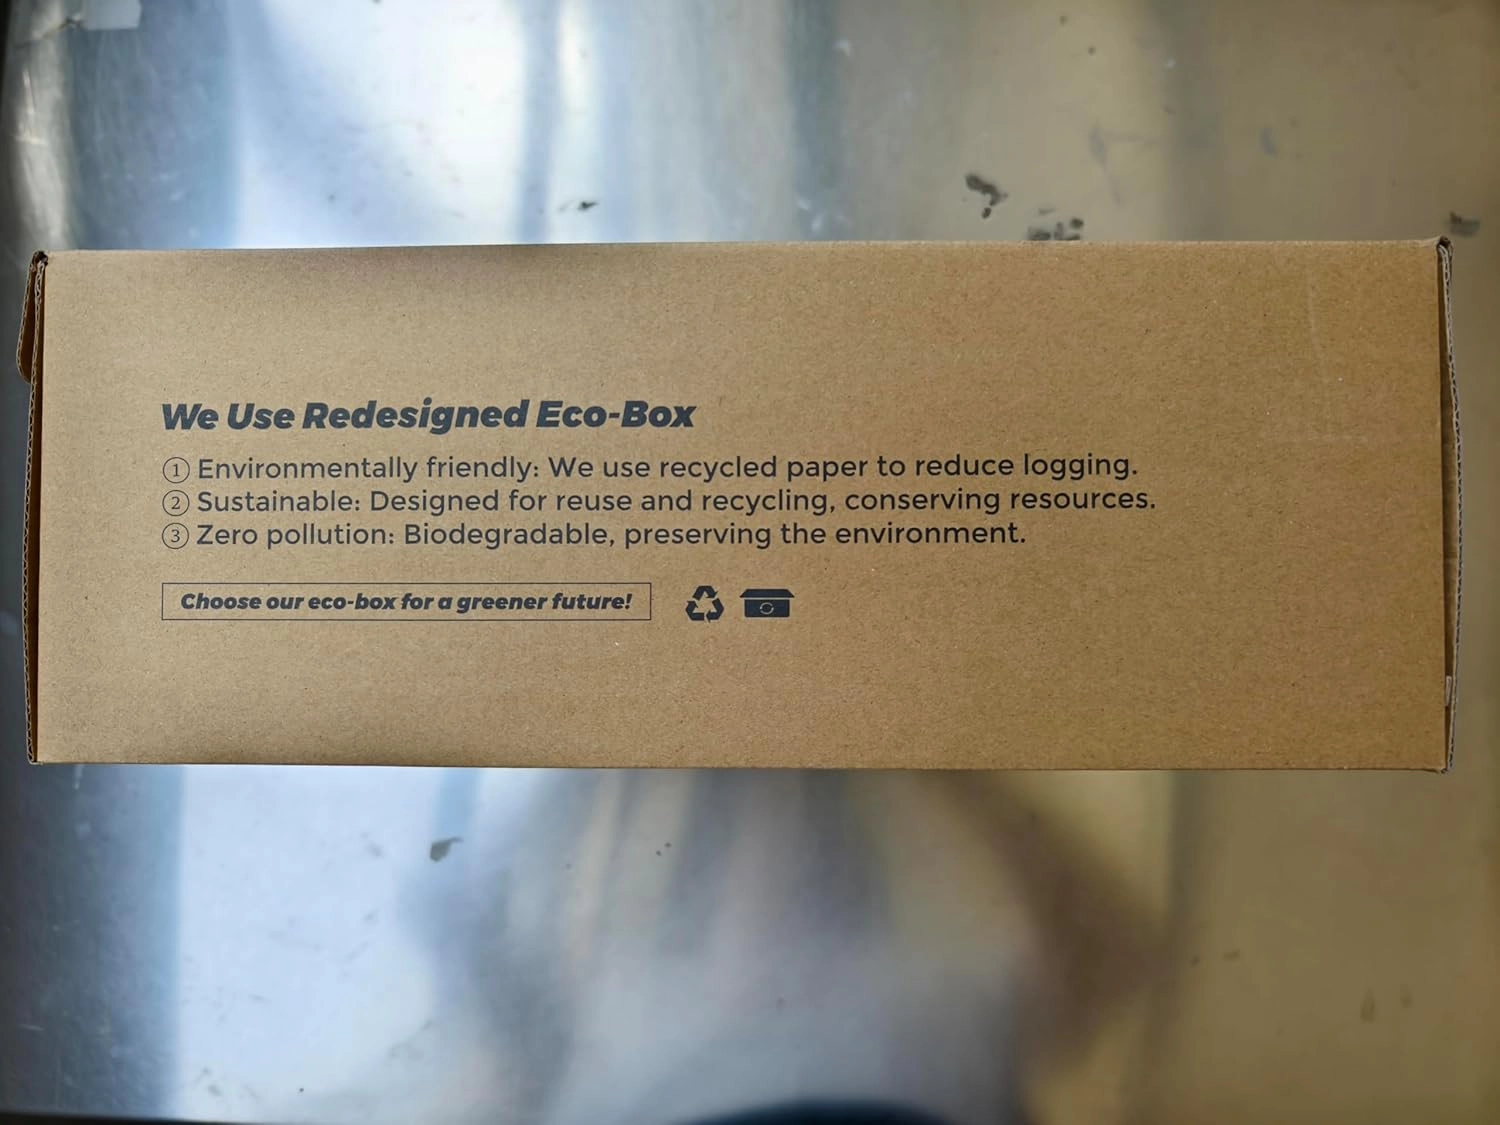 We Use Redesigned Eco-Box
① Environmentally friendly: We use recycled paper to reduce logging.
② Sustainable: Designed for reuse and recycling, conserving resources.
③ Zero pollution: Biodegradable, preserving the environment.
Choose our eco-box for a greener future!